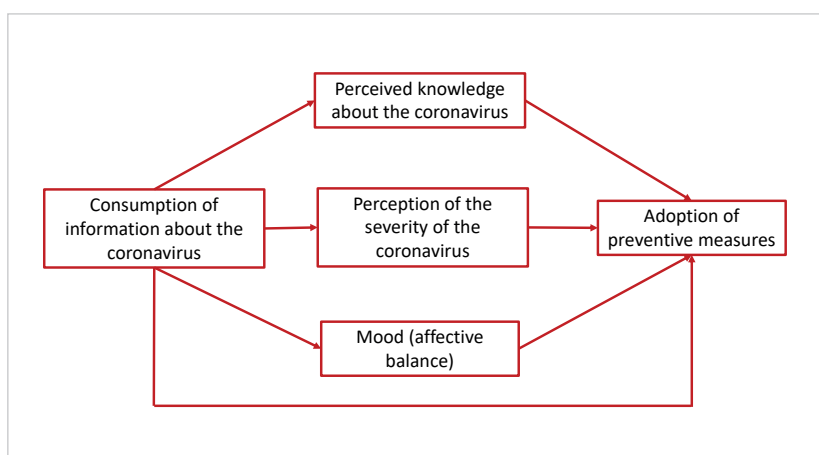 Perceived knowledge
about the coronavirus
Consumption of
information about the
coronavirus
Perception of the
severity of the
coronavirus
Adoption of
preventive measures
Mood (affective
balance)